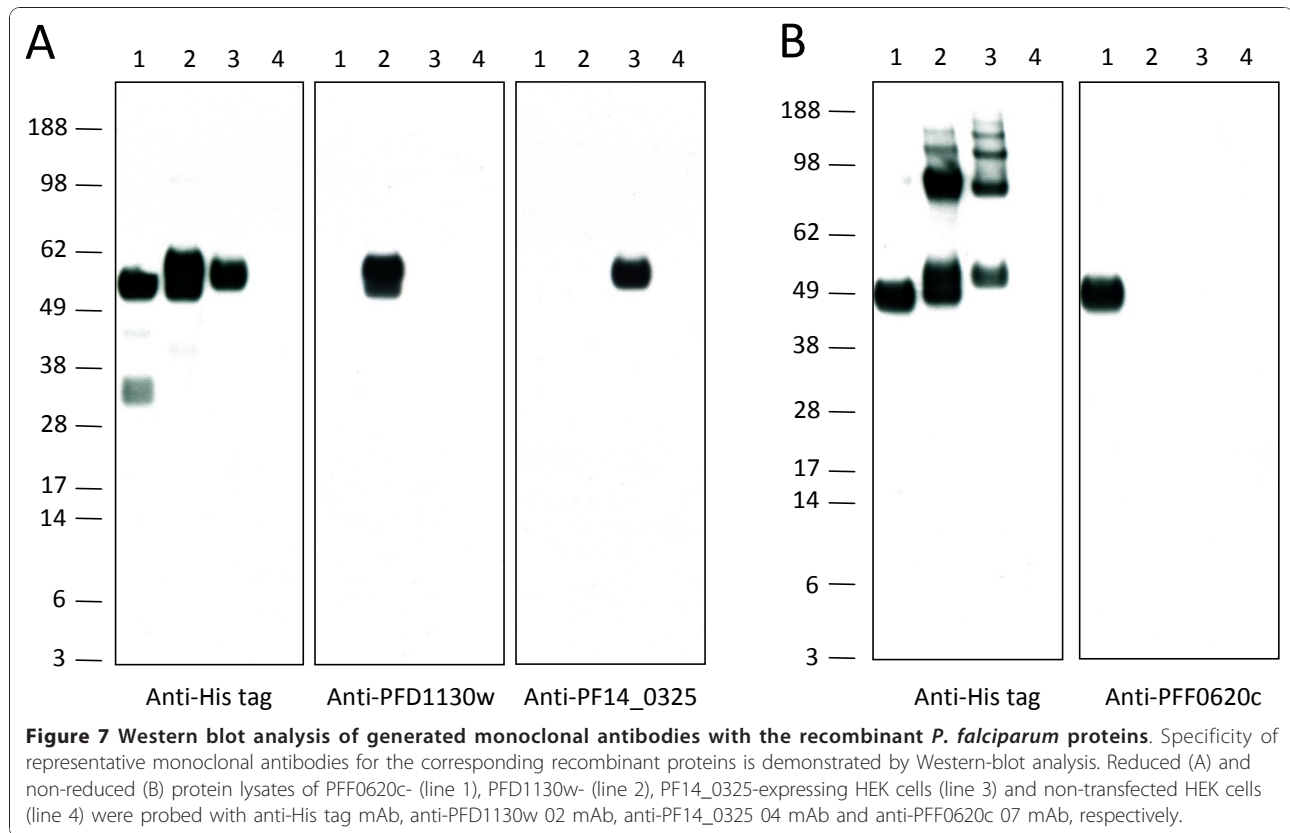 A
B
1 2 3 4 1 2 3 4 1 2 3 4
1 2 3 4 1 2 3 4
188
98
62
49
38
28
17
14
6
3
188
98
62
49
38
28
17
14
6
3
Anti-His tag Anti-PFD1130w Anti-PF14_0325
Anti-His tag Anti-PFF0620c
Figure 7 Western blot analysis of generated monoclonal antibodies with the recombinant P. falciparum proteins. Specificity of
representative monoclonal antibodies for the corresponding recombinant proteins is demonstrated by Western-blot analysis. Reduced (A) and
non-reduced (B) protein lysates of PFF0620c- (line 1), PFD1130w- (line 2), PF14_0325-expressing HEK cells (line 3) and non-transfected HEK cells
(line 4) were probed with anti-His tag mAb, anti-PFD1130w 02 mAb, anti-PF14_0325 04 mAb and anti-PFF0620c 07 mAb, respectively.